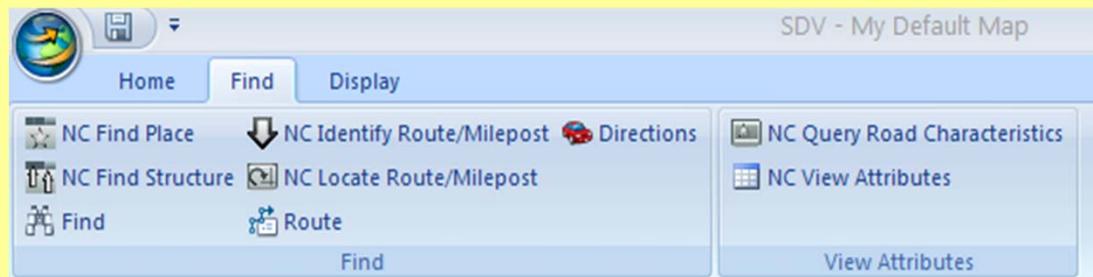 SDV - My Default Map
Home Find Display
NC Find Place NC Identify Route/Milepost Directions NC Query Road Characteristics
NC Find Structure NC Locate Route/Milepost NC View Attributes
Find Route
Find View Attributes